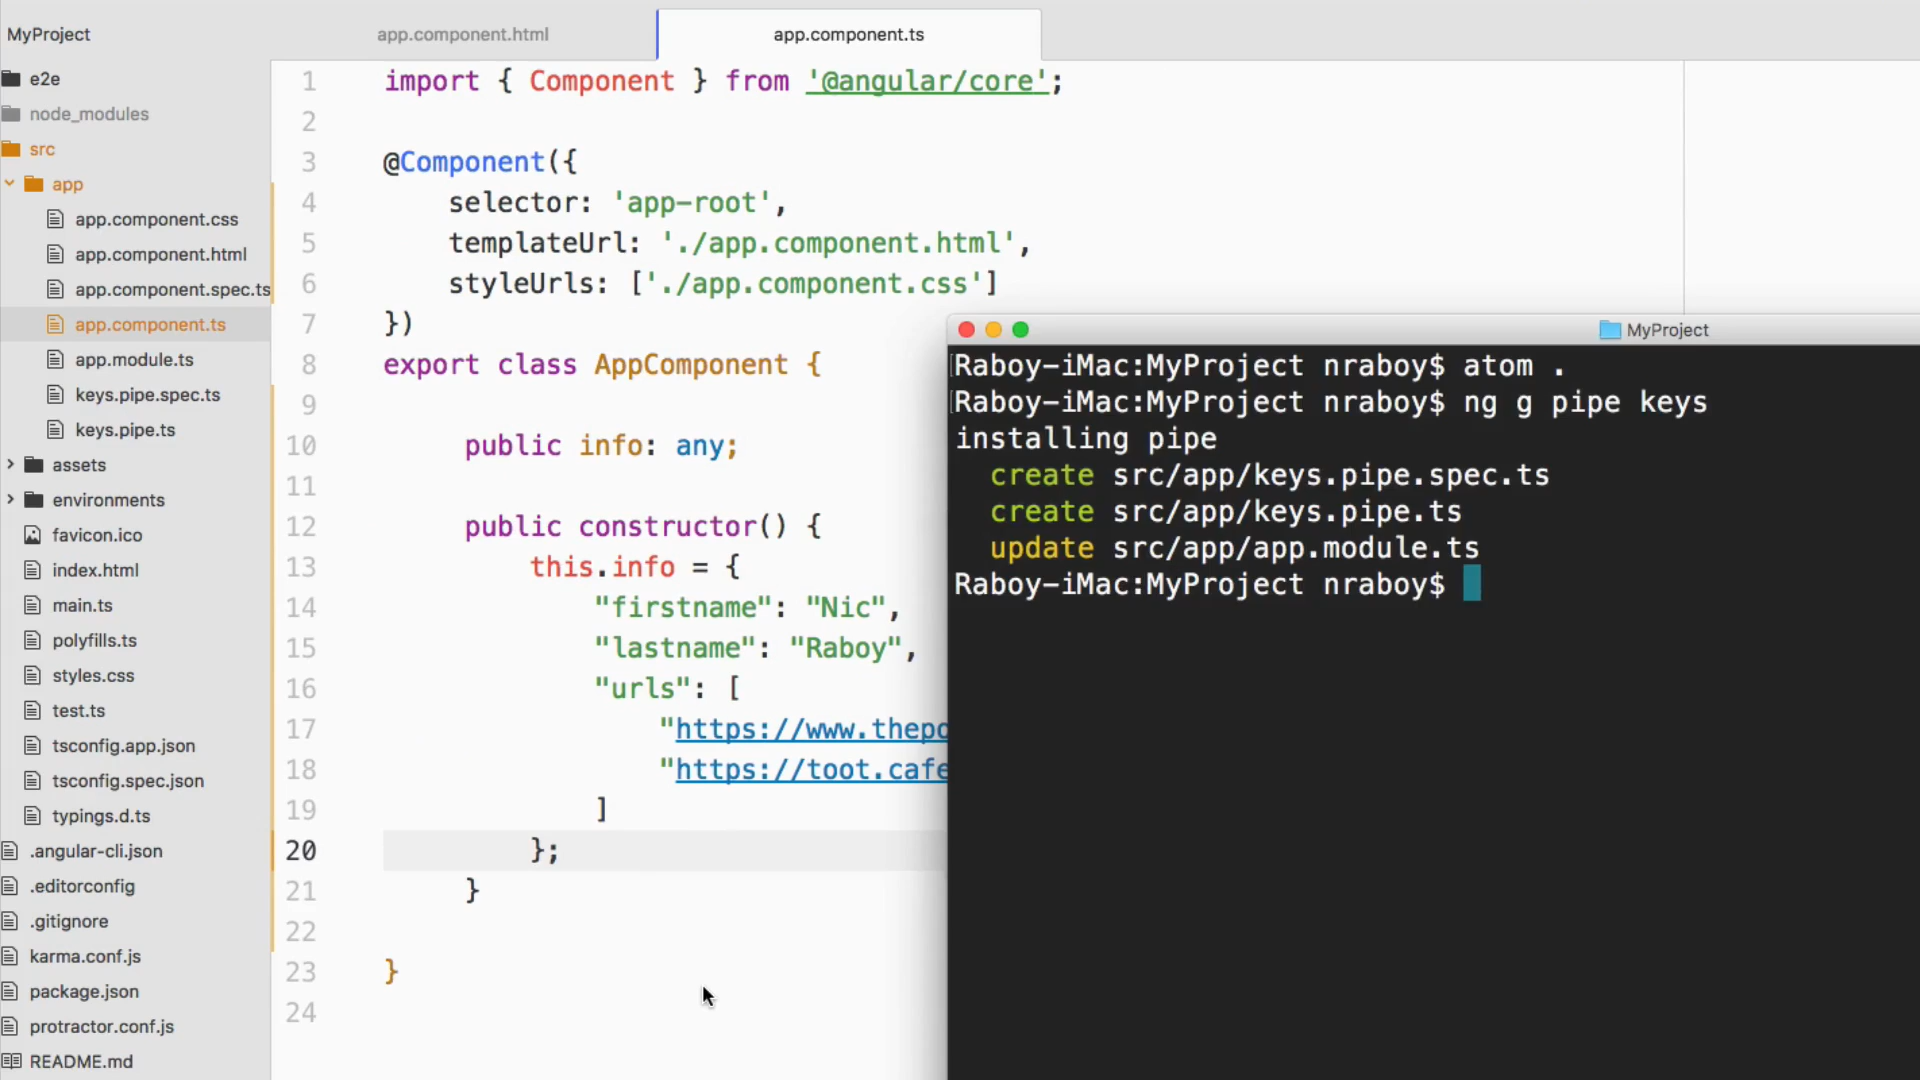 MyProject
e2e
node_modules
src
app
app.component.css
app.component.html
app.component.spec.ts
app.component.ts
app.module.ts
keys.pipe.spec.ts
keys.pipe.ts
assets
environments
favicon.ico
index.html
main.ts
polyfills.ts
styles.css
test.ts
tsconfig.app.json
tsconfig.spec.json
typings.d.ts
.angular-cli.json
.editorconfig
.gitignore
karma.conf.js
package.json
protractor.conf.js
README.md
app.component.html
app.component.ts
1 import { Component } from '@angular/core';
2
3 @Component({
4 selector: 'app-root',
5 templateUrl: './app.component.html',
6 styleUrls: ['./app.component.css']
7 })
8 export class AppComponent {
9
10 public info: any;
11
12 public constructor() {
13 this.info = {
14 "firstname": "Nic",
15 "lastname": "Raboy",
16 "urls": [
17 "https://www.thepo
18 "https://toot.cafe
19 ]
20 };
21 }
22
23 }
24
MyProject
Raboy-iMac:MyProject nraboy$ atom .
Raboy-iMac:MyProject nraboy$ ng g pipe keys
installing pipe
create src/app/keys.pipe.spec.ts
create src/app/keys.pipe.ts
update src/app/app.module.ts
Raboy-iMac:MyProject nraboy$